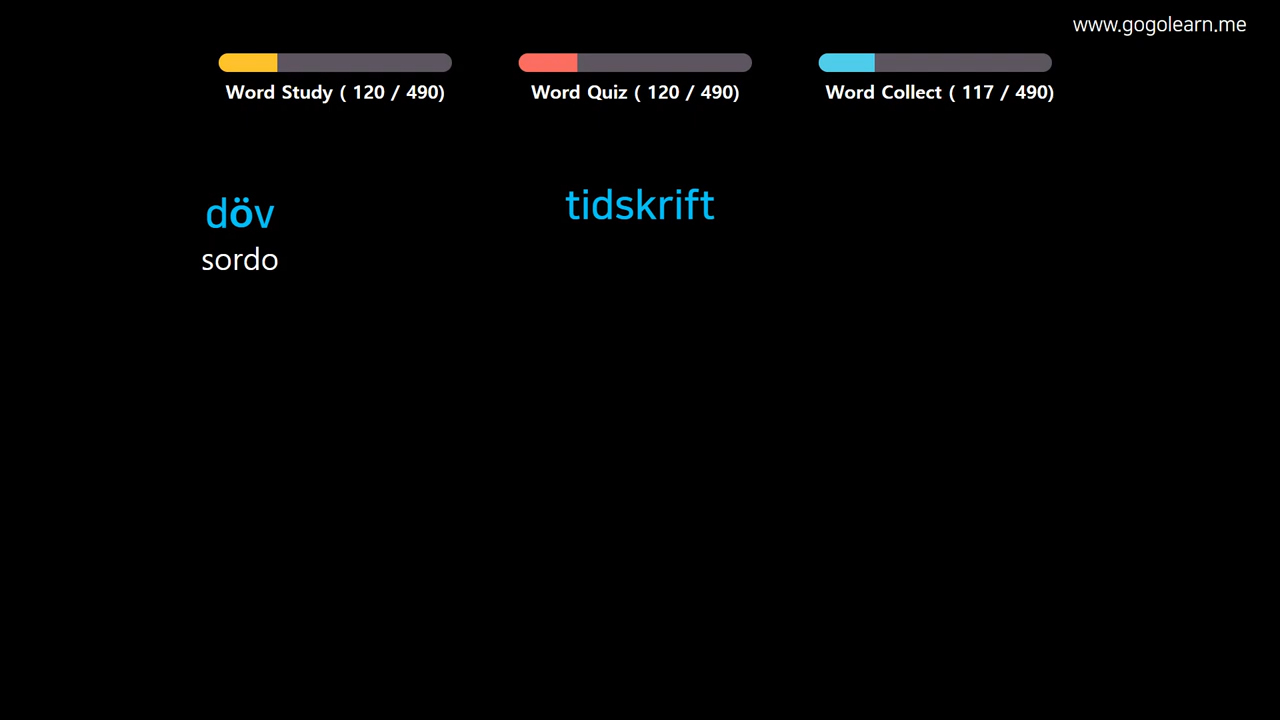 www.gogolearn.me
Word Study ( 120 / 490)
Word Quiz ( 120 / 490)
Word Collect ( 117 / 490)
döv
sordo
tidskrift